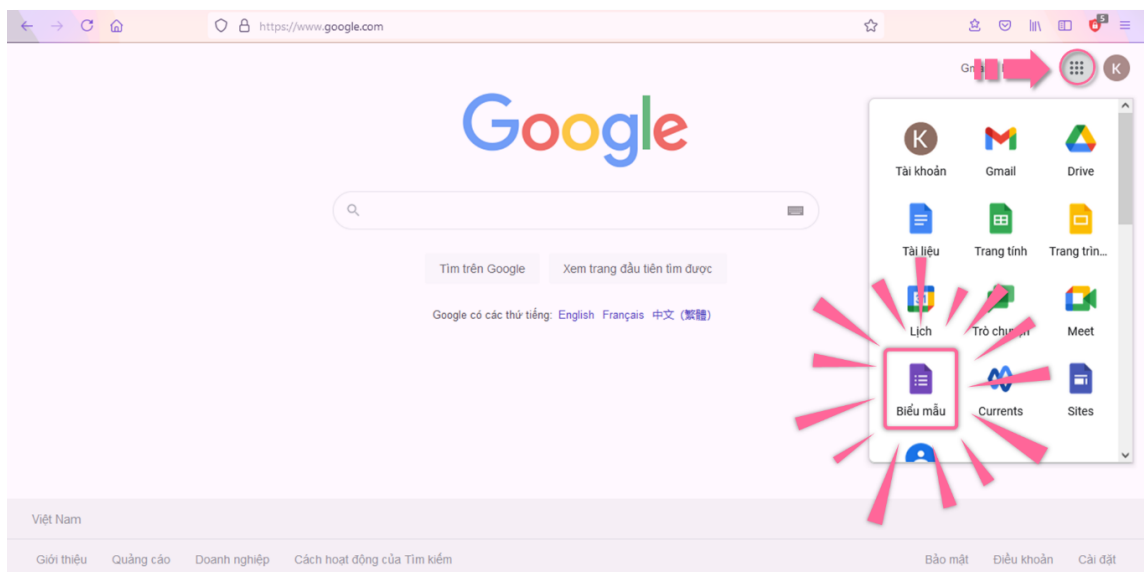 https://www.google.com
5
K
Google
K
Tài khoản
Gmail
Drive
Tài liệu
Trang tính
Trang trìn...
31
Lịch
Meet
Biểu mẫu
Currents
Sites
Tìm trên Google
Xem trang đầu tiên tìm được
Google có các thứ tiếng: English Français 中文 (繁體)
Việt Nam
Giới thiệu Quảng cáo Doanh nghiệp Cách hoạt động của Tìm kiếm
Bảo mật Điều khoản Cài đặt